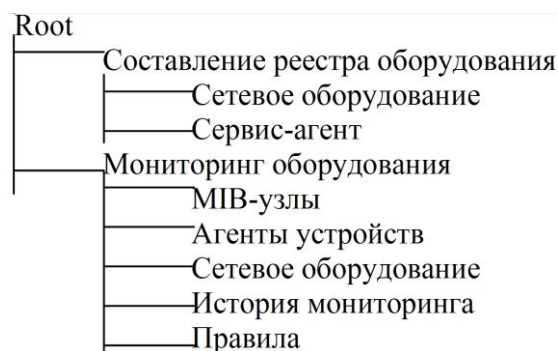 Root
Составление реестра оборудования
Сетевое оборудование
Сервис-агент
Мониторинг оборудования
MIB-узлы
Агенты устройств
Сетевое оборудование
История мониторинга
Правила